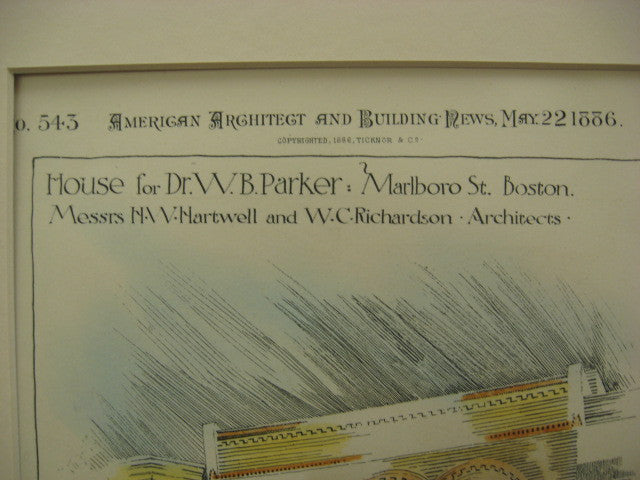 o. 543 American Architect and Building News, May 22 1886.
Copyrighted, 1886, Ticknor & Co.
House for Dr. W. B. Parker: Marlboro St. Boston.
Messrs H. W. Hartwell and W. C. Richardson · Architects ·